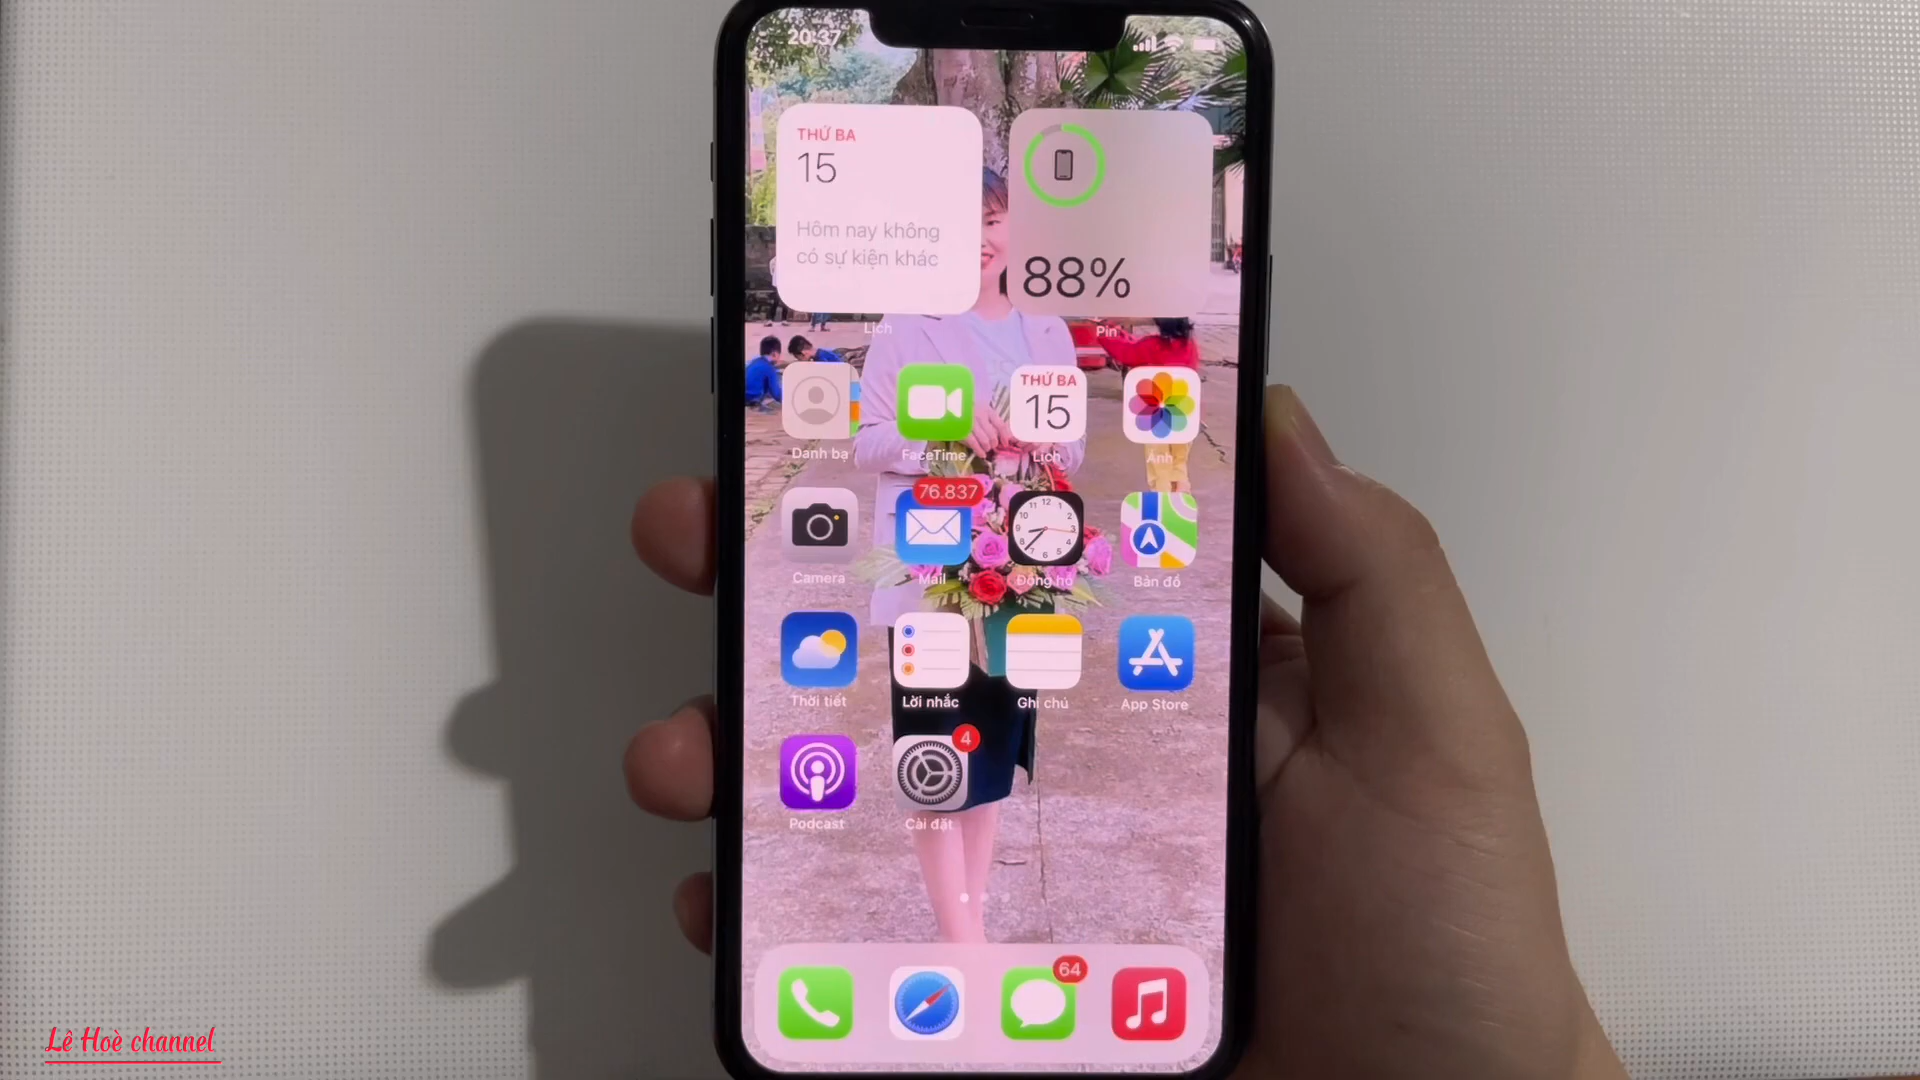 20:37
THỨ BA
15
Hôm nay không
có sự kiện khác
88%
Lịch
Pin
THỨ BA
15
Danh bạ
FaceTime
Lịch
Ảnh
76.837
Camera
Mail
Đồng hồ
Bản đồ
Thời tiết
Lời nhắc
Ghi chú
App Store
4
Podcast
Cài đặt
64
Lê Hoè channel